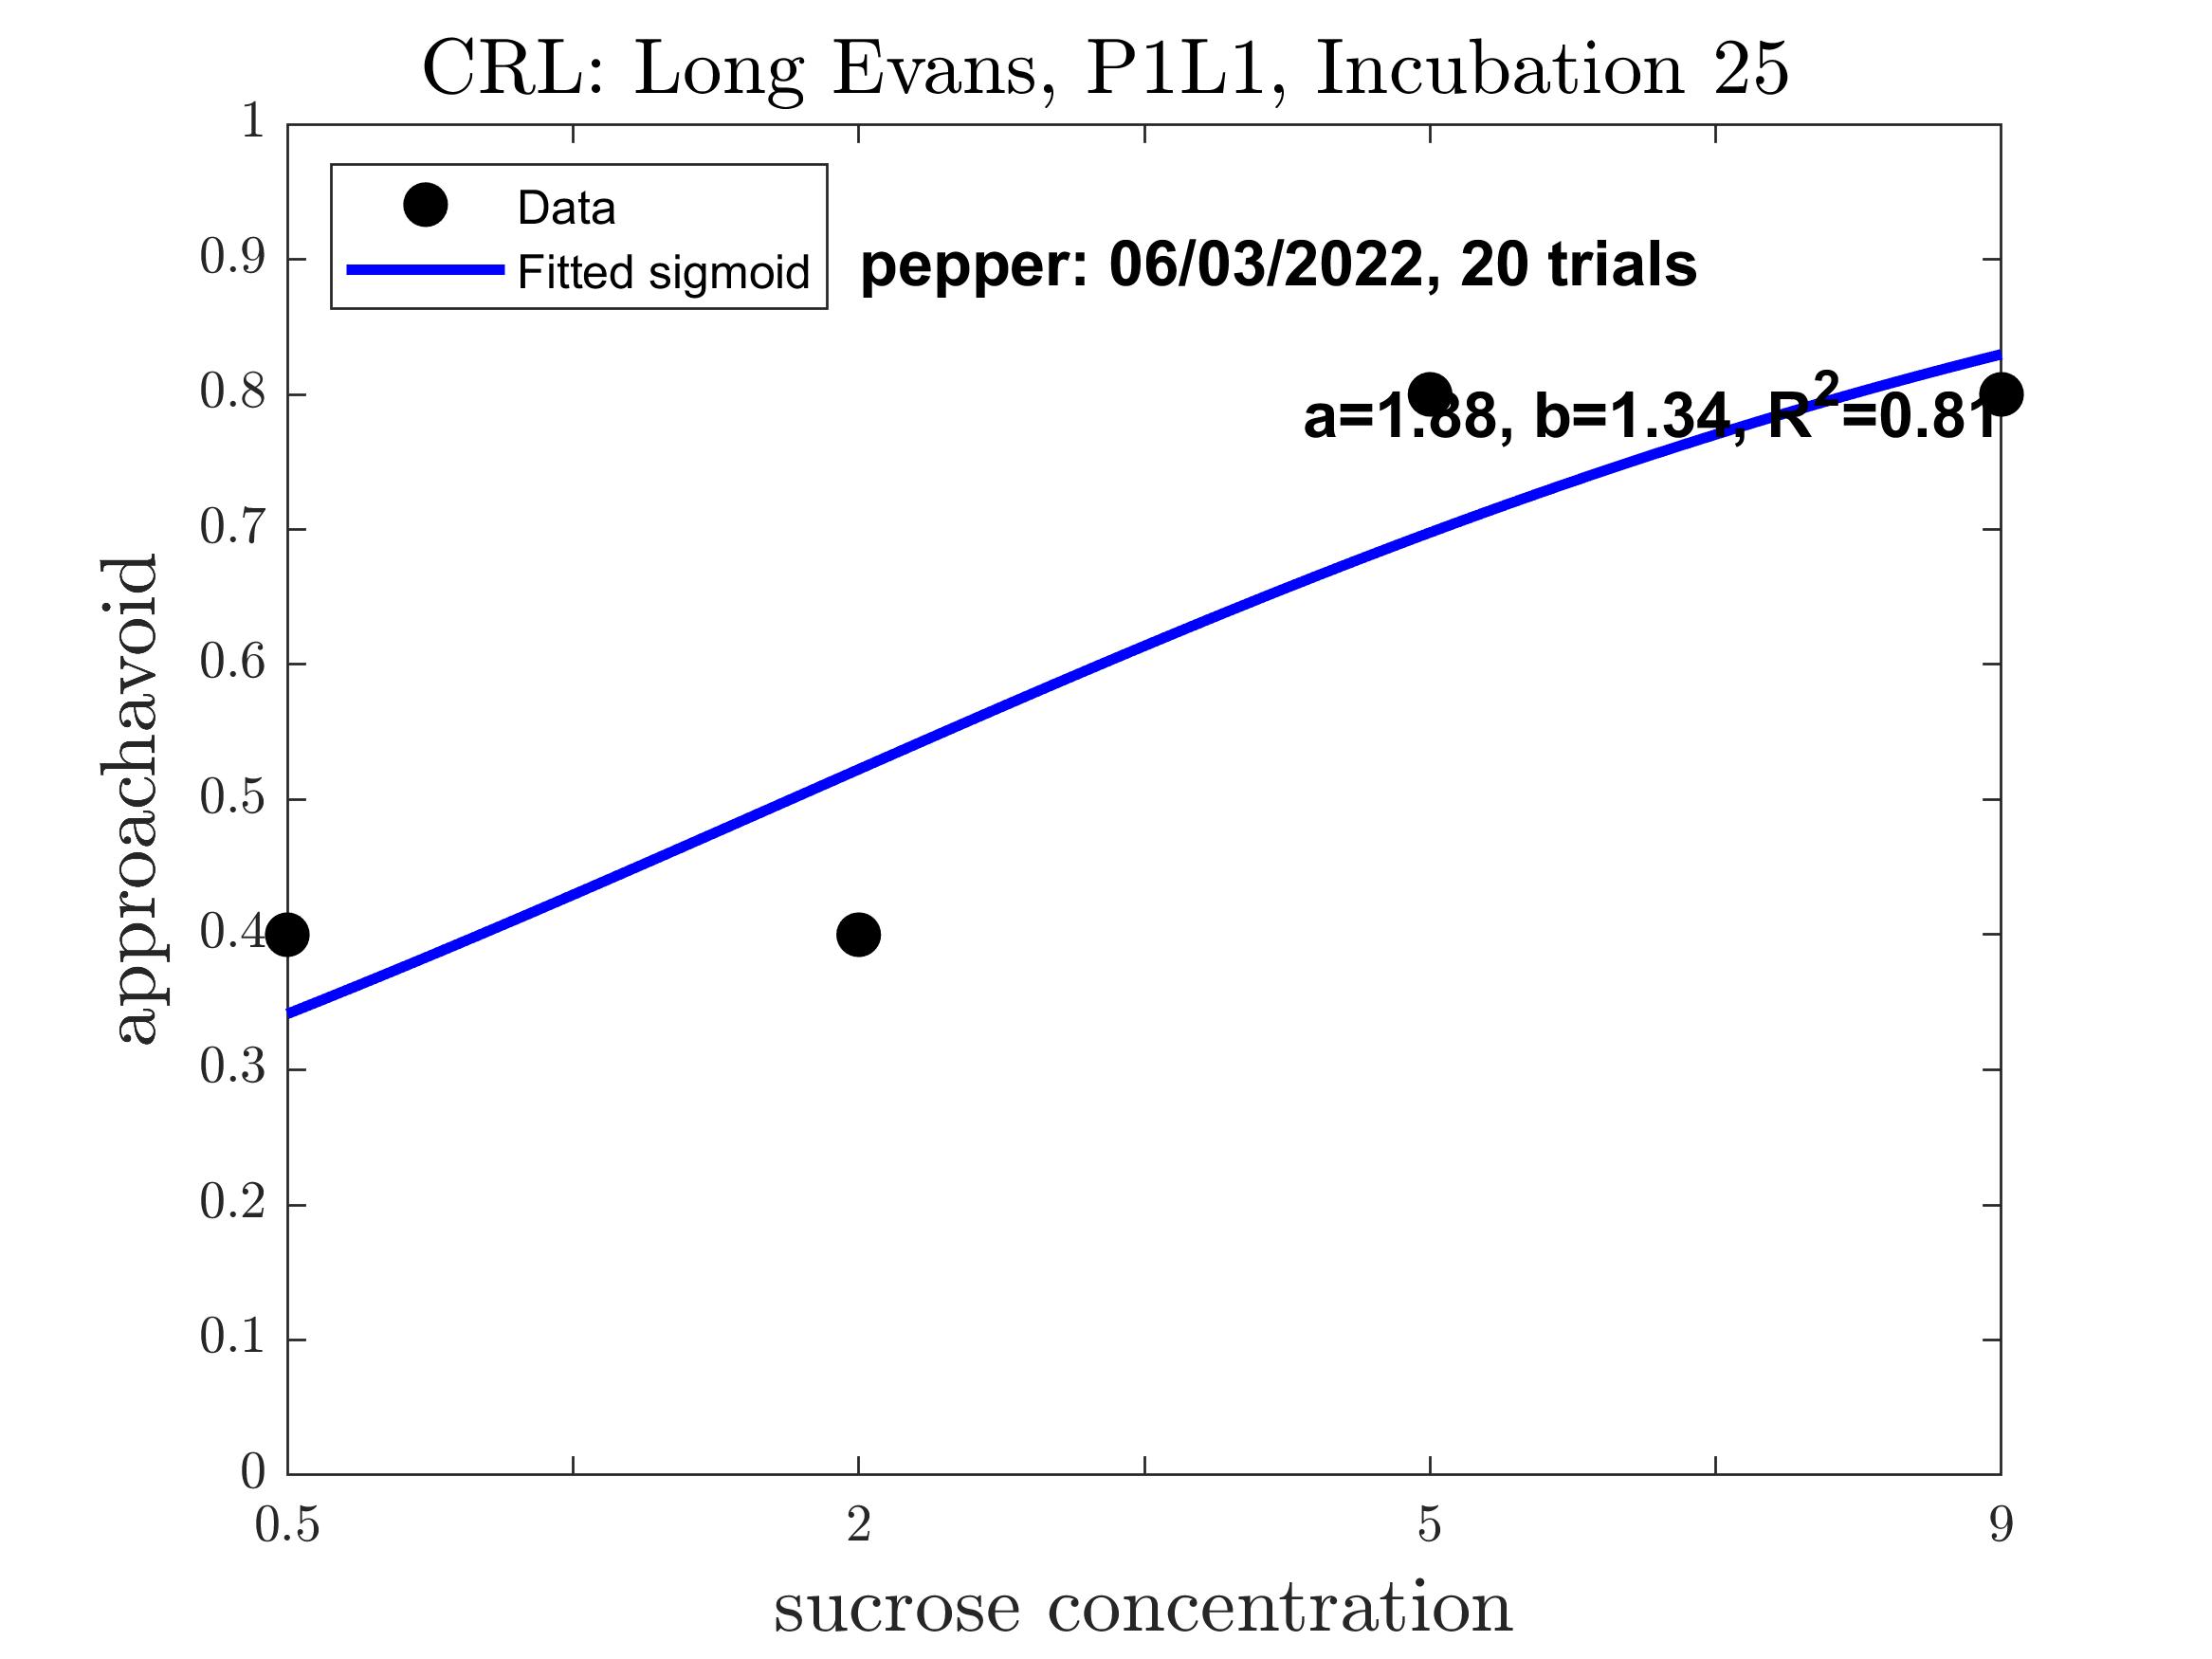 CRL: Long Evans, P1L1, Incubation 25
1
Data
Fitted sigmoid
pepper: 06/03/2022, 20 trials
0.9
0.8
a=1.88, b=1.34, R²=0.81
0.7
0.6
0.5
0.4
0.3
0.2
0.1
0
approachavoid
0.5 2 5 9
sucrose concentration